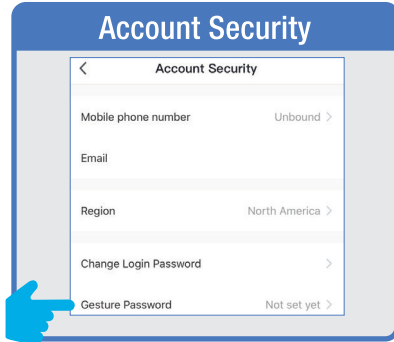 Account Security
Account Security
Mobile phone number Unbound >
Email
Region North America >
Change Login Password >
Gesture Password Not set yet >